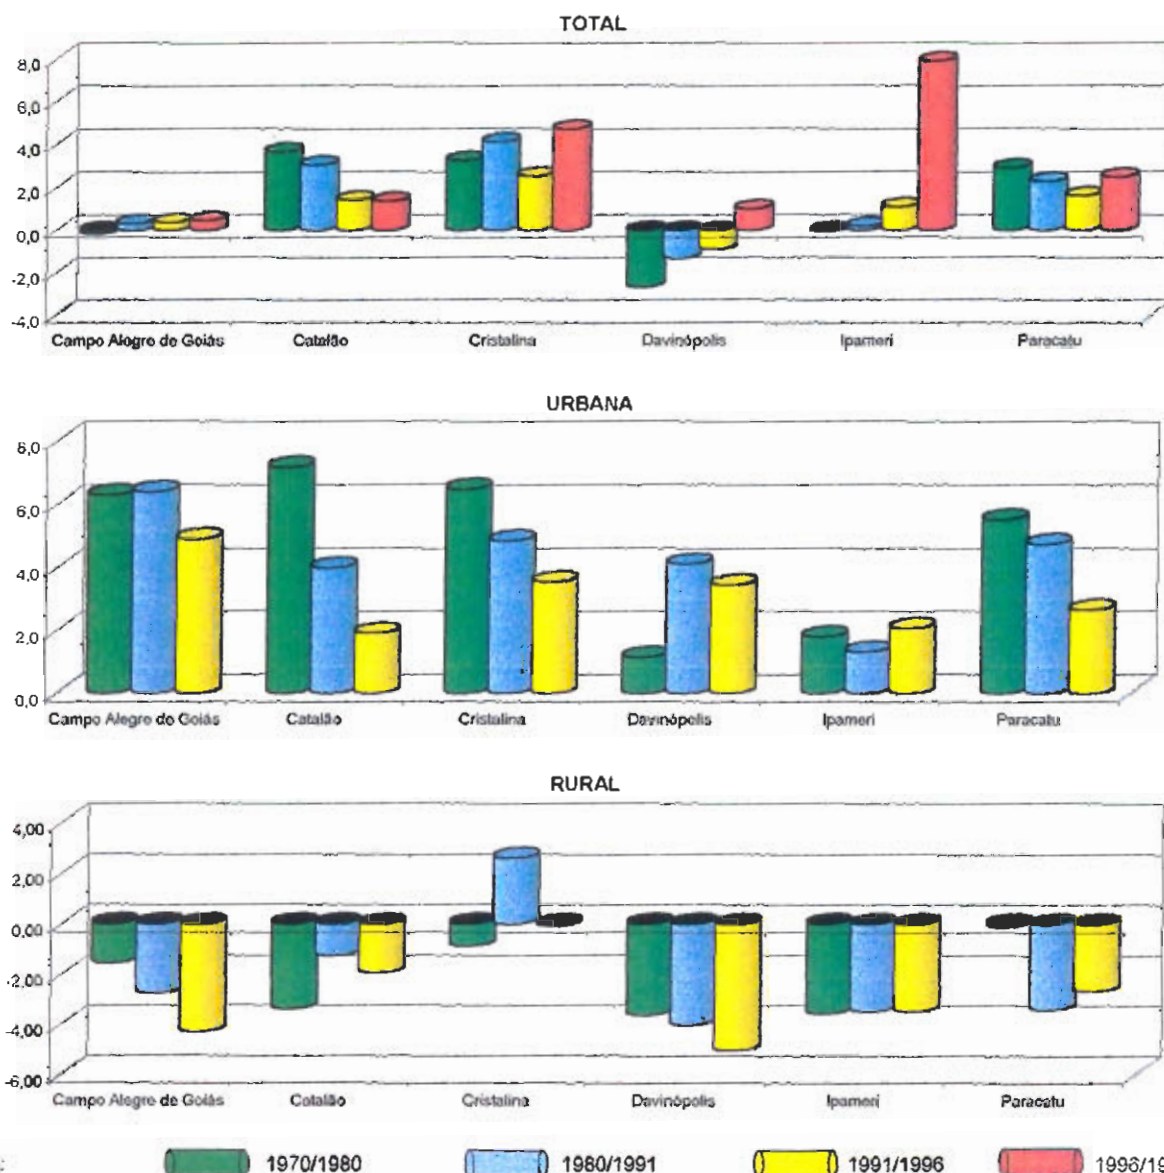 TOTAL
8,0
6,0
4,0
2,0
0,0
-2,0
-4,0
Campo Alegre de Goiás Catalão Cristalina Davinópolis Ipameri Paracatu
URBANA
8,0
6,0
4,0
2,0
0,0
Campo Alegre de Goiás Catalão Cristalina Davinópolis Ipameri Paracatu
RURAL
4,00
2,00
0,00
-2,00
-4,00
-6,00
Campo Alegre de Goiás Catalão Cristalina Davinópolis Ipameri Paracatu
1970/1980 1980/1991 1991/1996 1996/19